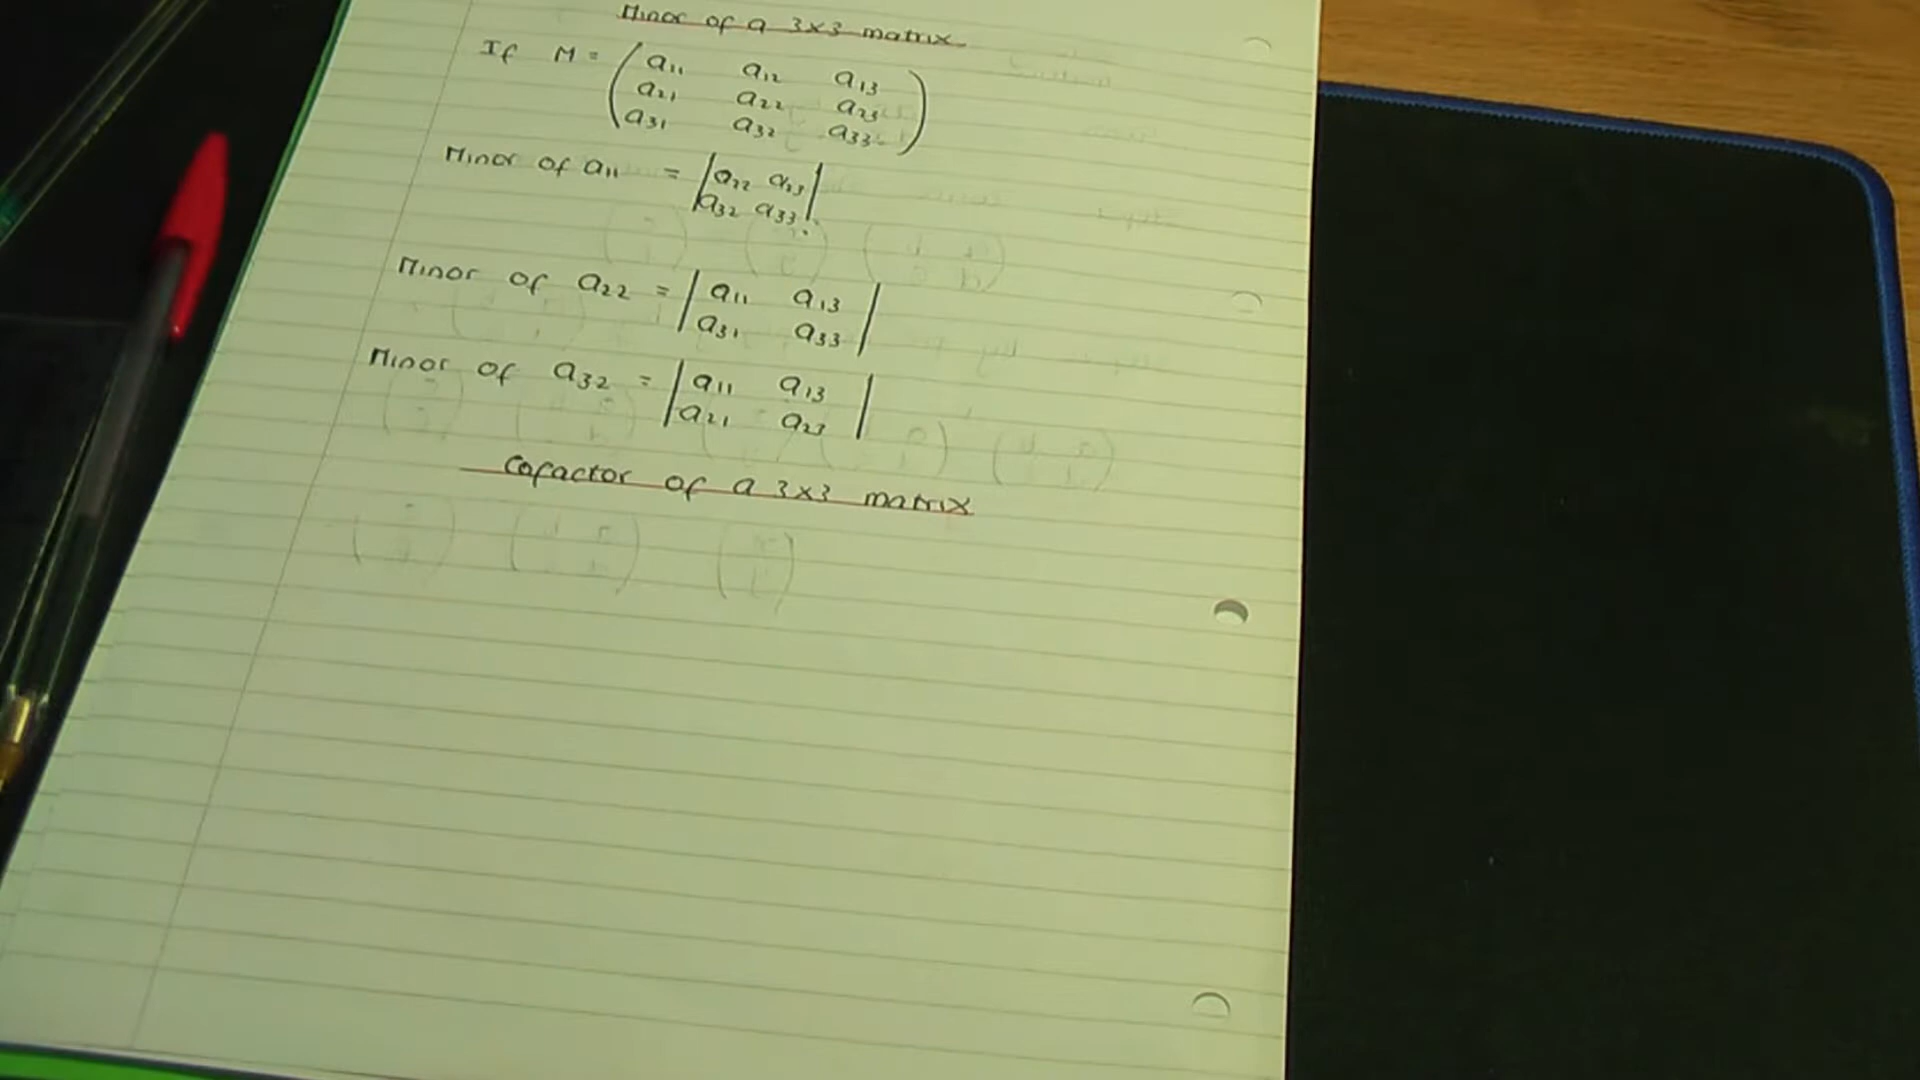 Minor of a 3x3 matrix
If M = ( a11 a12 a13
a21 a22 a23
a31 a32 a33 )
Minor of a11 = | a22 a23
a32 a33 |
Minor of a22 = | a11 a13
a31 a33 |
Minor of a32 = | a11 a13
a21 a23 |
Cofactor of a 3x3 matrix